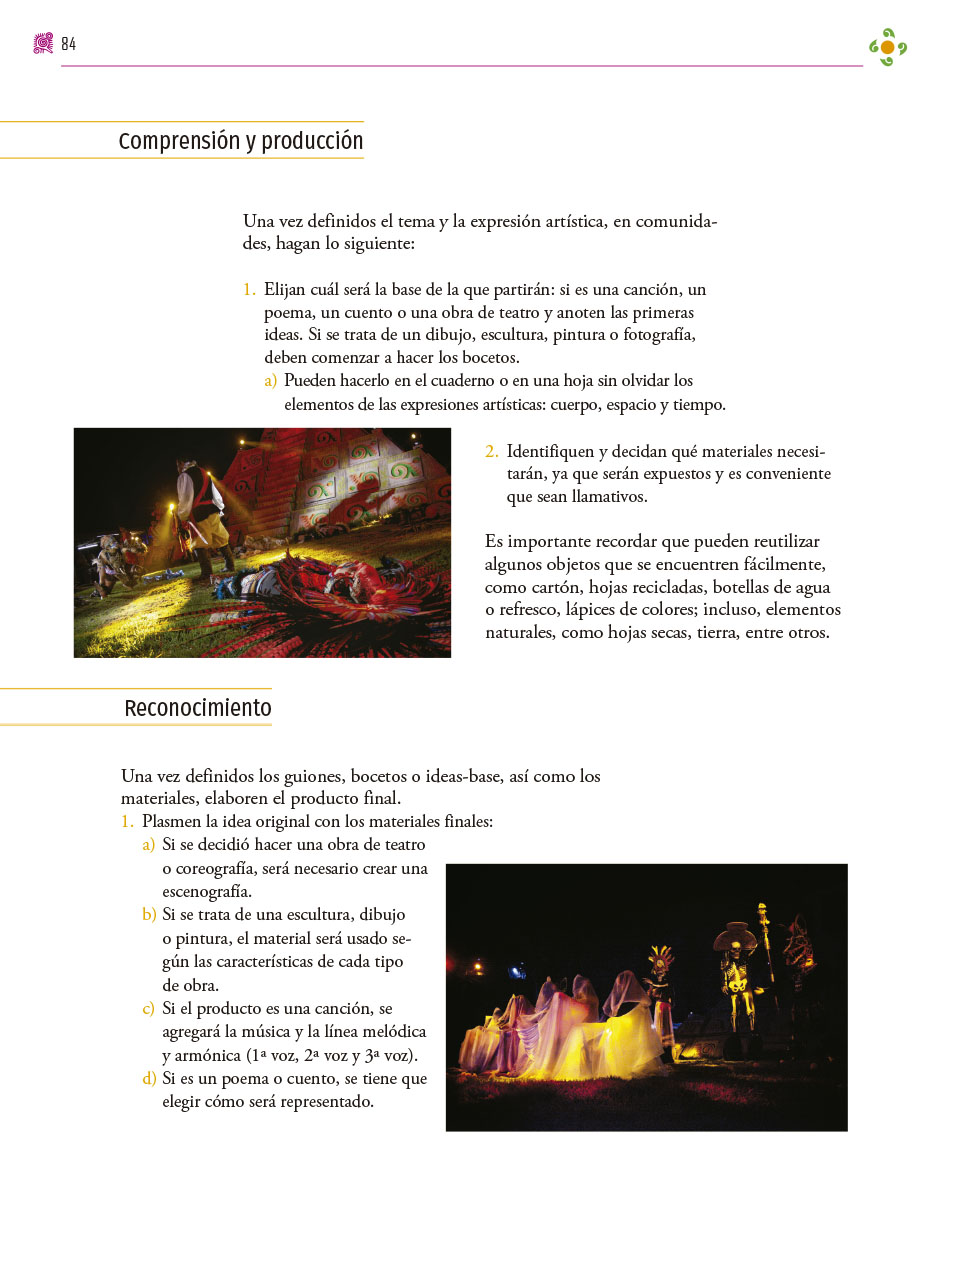 84
Comprensión y producción
Una vez definidos el tema y la expresión artística, en comunida-
des, hagan lo siguiente:
1. Elijan cuál será la base de la que partirán: si es una canción, un
poema, un cuento o una obra de teatro y anoten las primeras
ideas. Si se trata de un dibujo, escultura, pintura o fotografía,
deben comenzar a hacer los bocetos.
a) Pueden hacerlo en el cuaderno o en una hoja sin olvidar los
elementos de las expresiones artísticas: cuerpo, espacio y tiempo.
2. Identifiquen y decidan qué materiales necesi-
tarán, ya que serán expuestos y es conveniente
que sean llamativos.
Es importante recordar que pueden reutilizar
algunos objetos que se encuentren fácilmente,
como cartón, hojas recicladas, botellas de agua
o refresco, lápices de colores; incluso, elementos
naturales, como hojas secas, tierra, entre otros.
Reconocimiento
Una vez definidos los guiones, bocetos o ideas-base, así como los
materiales, elaboren el producto final.
1. Plasmen la idea original con los materiales finales:
a) Si se decidió hacer una obra de teatro
o coreografía, será necesario crear una
escenografía.
b) Si se trata de una escultura, dibujo
o pintura, el material será usado se-
gún las características de cada tipo
de obra.
c) Si el producto es una canción, se
agregará la música y la línea melódica
y armónica (1ª voz, 2ª voz y 3ª voz).
d) Si es un poema o cuento, se tiene que
elegir cómo será representado.